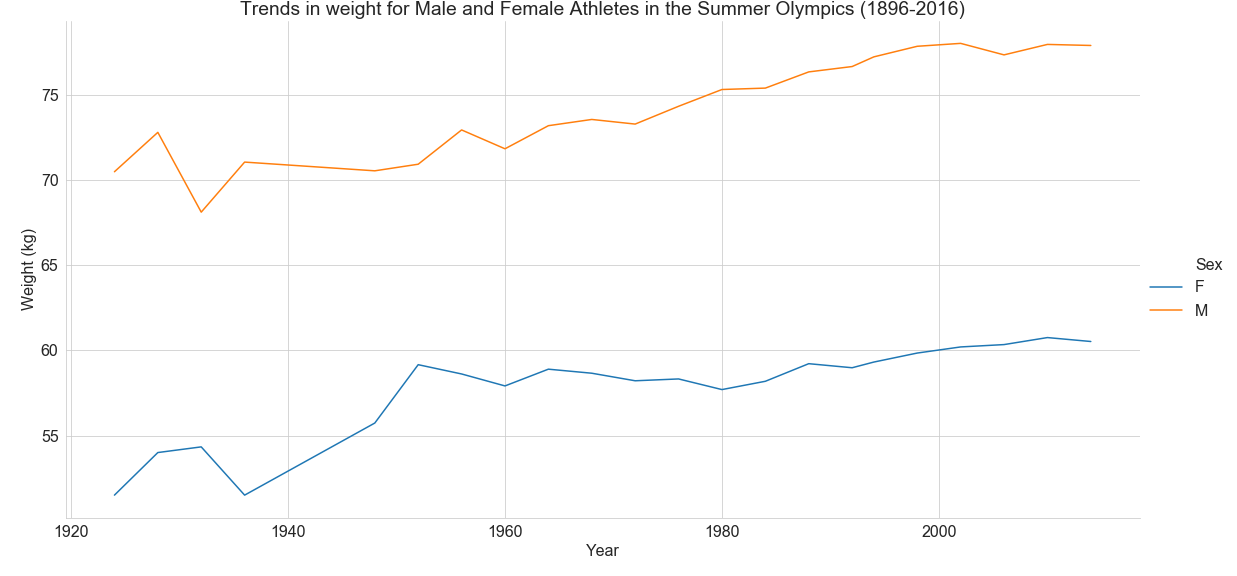 Trends in weight for Male and Female Athletes in the Summer Olympics (1896-2016)
75
70
65
60
55
Weight (kg)
1920 1940 1960 1980 2000
Year
Sex
F
M